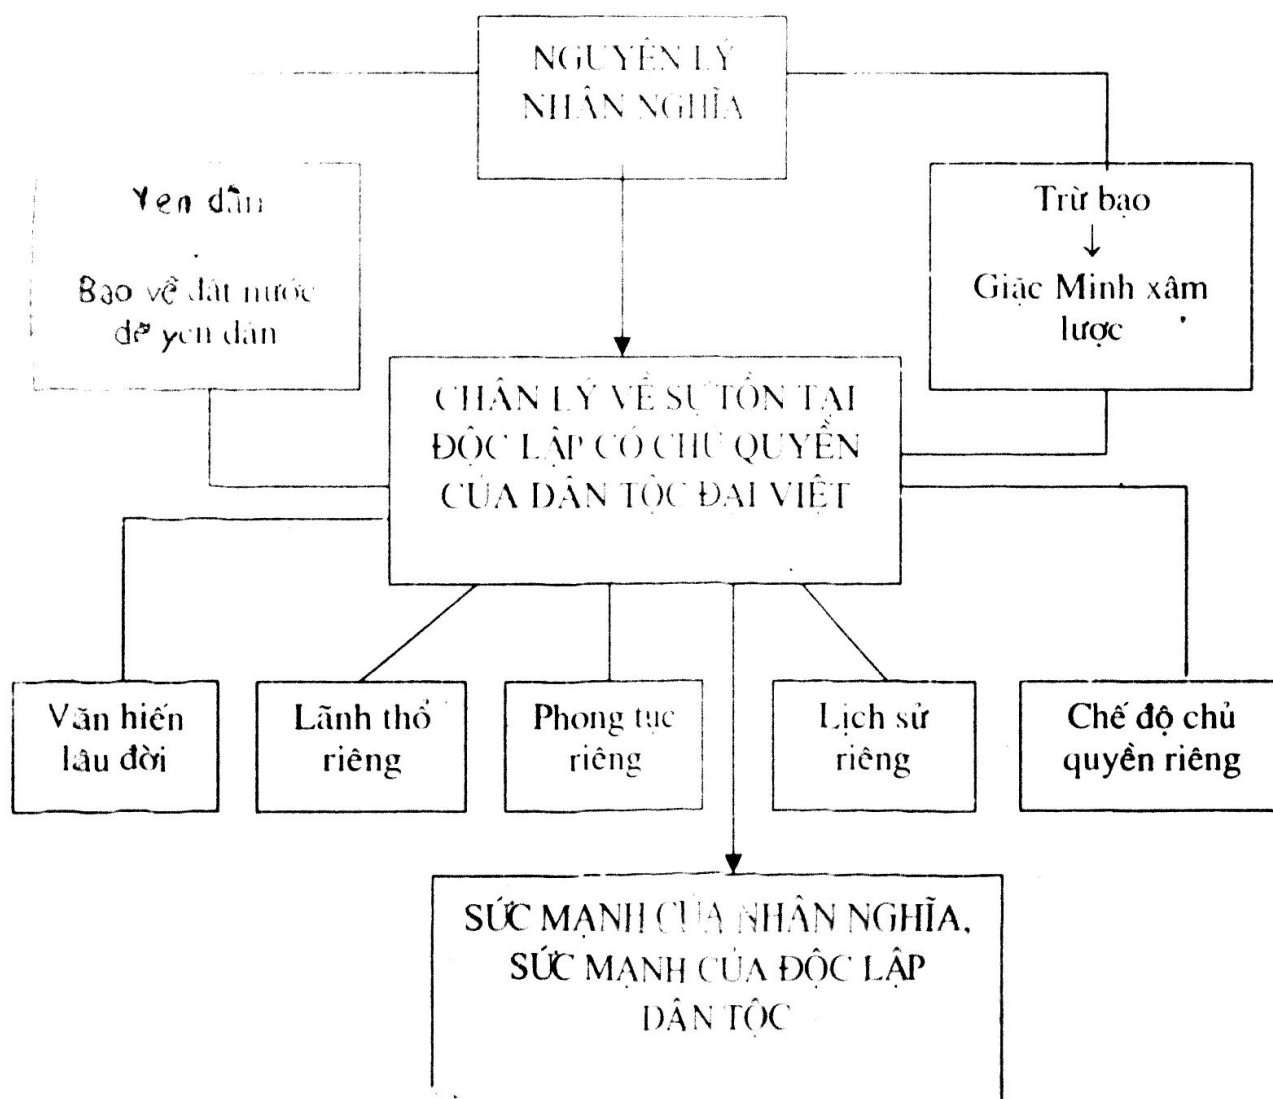 NGUYÊN LÝ
NHÂN NGHĨA
Yen dân
Bao vệ đất nước
để yen dân
Trừ bạo
↓
Giặc Minh xâm
lược
CHÂN LÝ VỀ SỰ TỒN TẠI
ĐỘC LẬP CÓ CHỦ QUYỀN
CỦA DÂN TỘC ĐẠI VIỆT
Văn hiến
lâu đời
Lãnh thổ
riêng
Phong tục
riêng
Lịch sử
riêng
Chế độ chủ
quyền riêng
SỨC MẠNH CỦA NHÂN NGHĨA,
SỨC MẠNH CỦA ĐỘC LẬP
DÂN TỘC